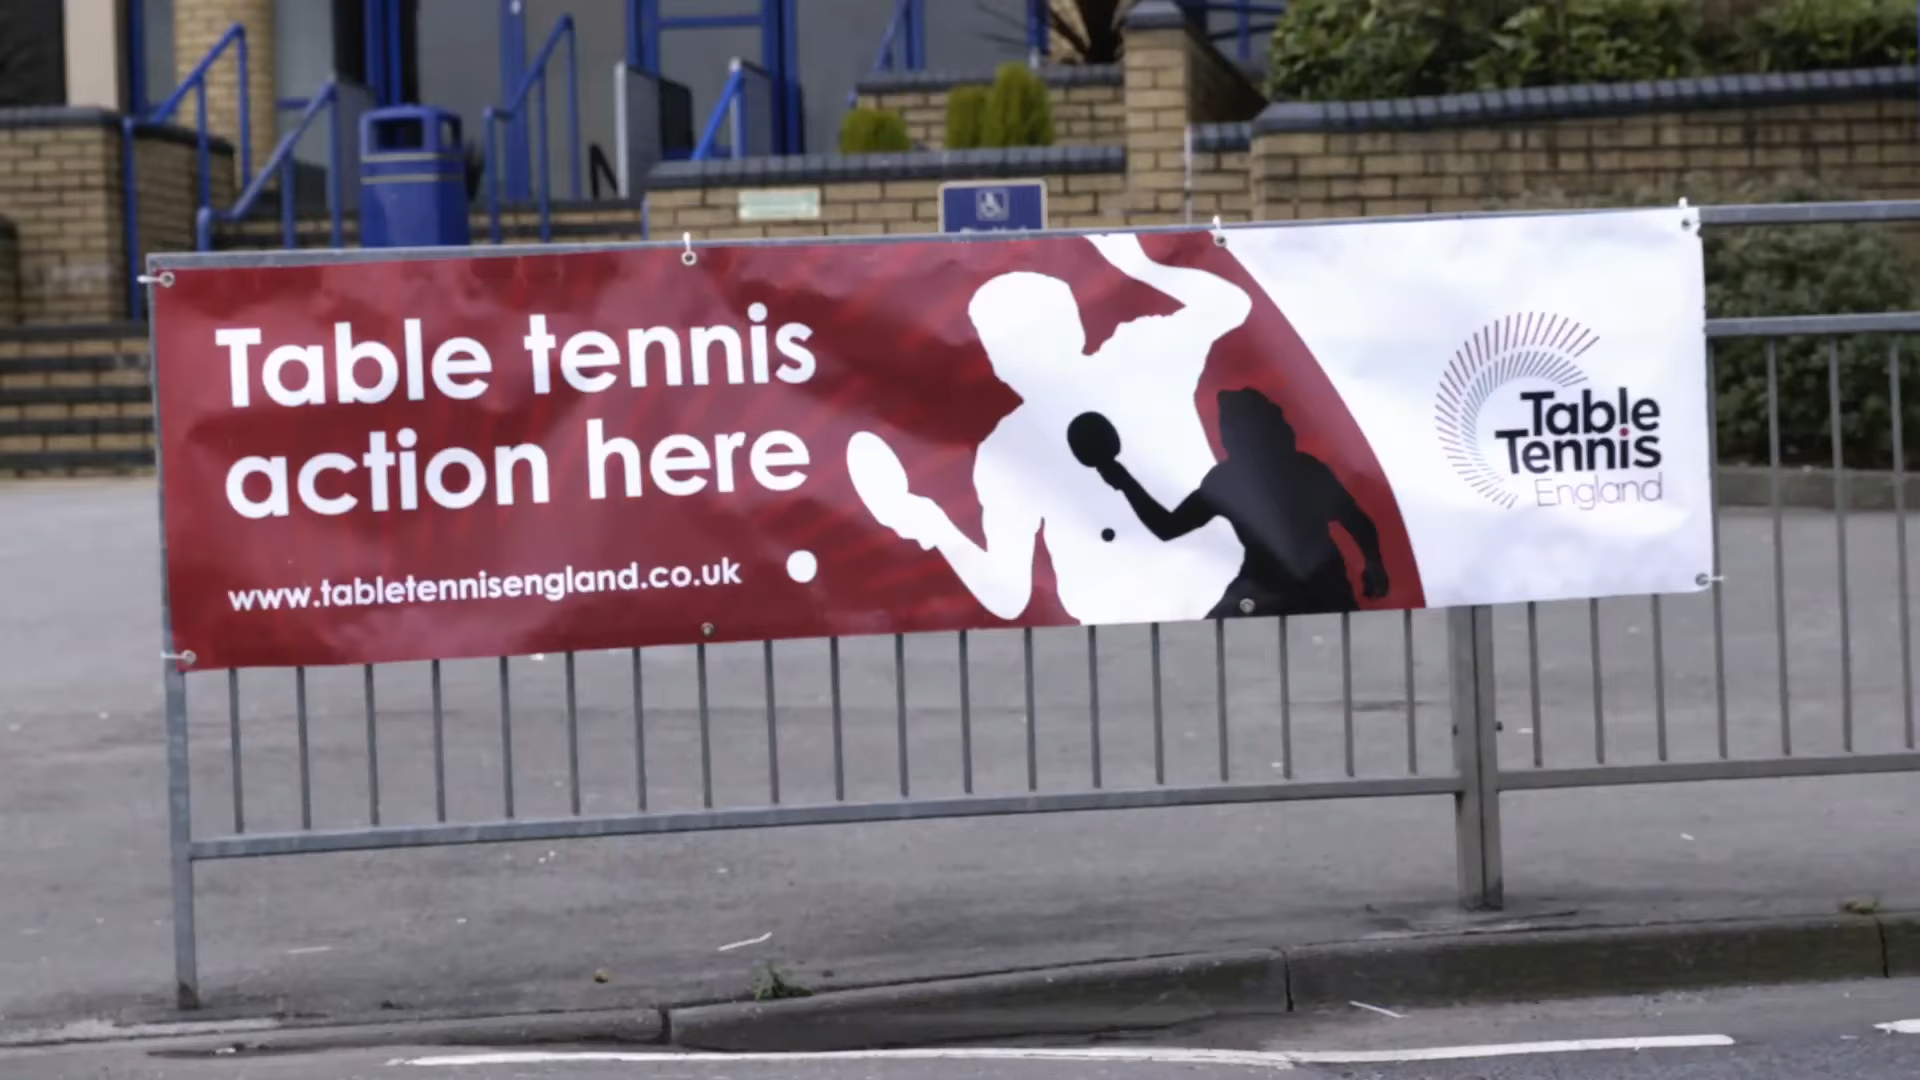 Table tennis
action here
www.tabletennisengland.co.uk
Table
Tennis
England